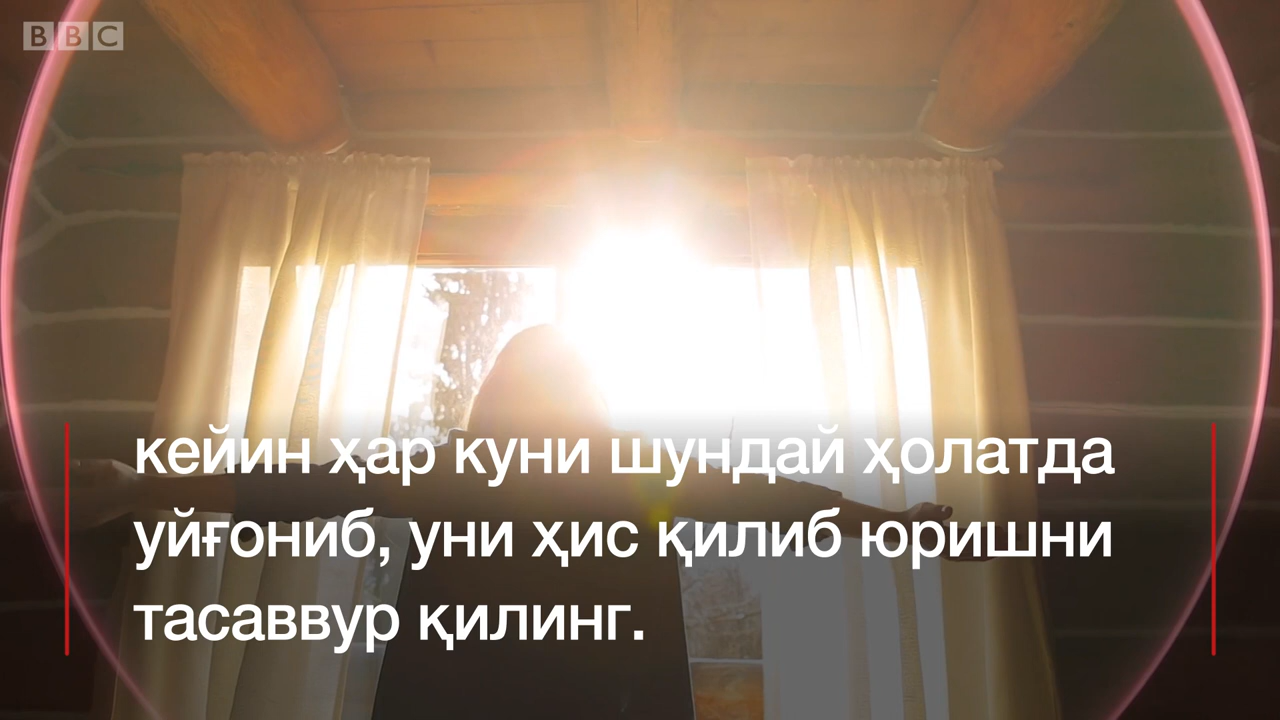 BBC
кейин ҳар куни шундай ҳолатда
уйғониб, уни ҳис қилиб юришни
тасаввур қилинг.